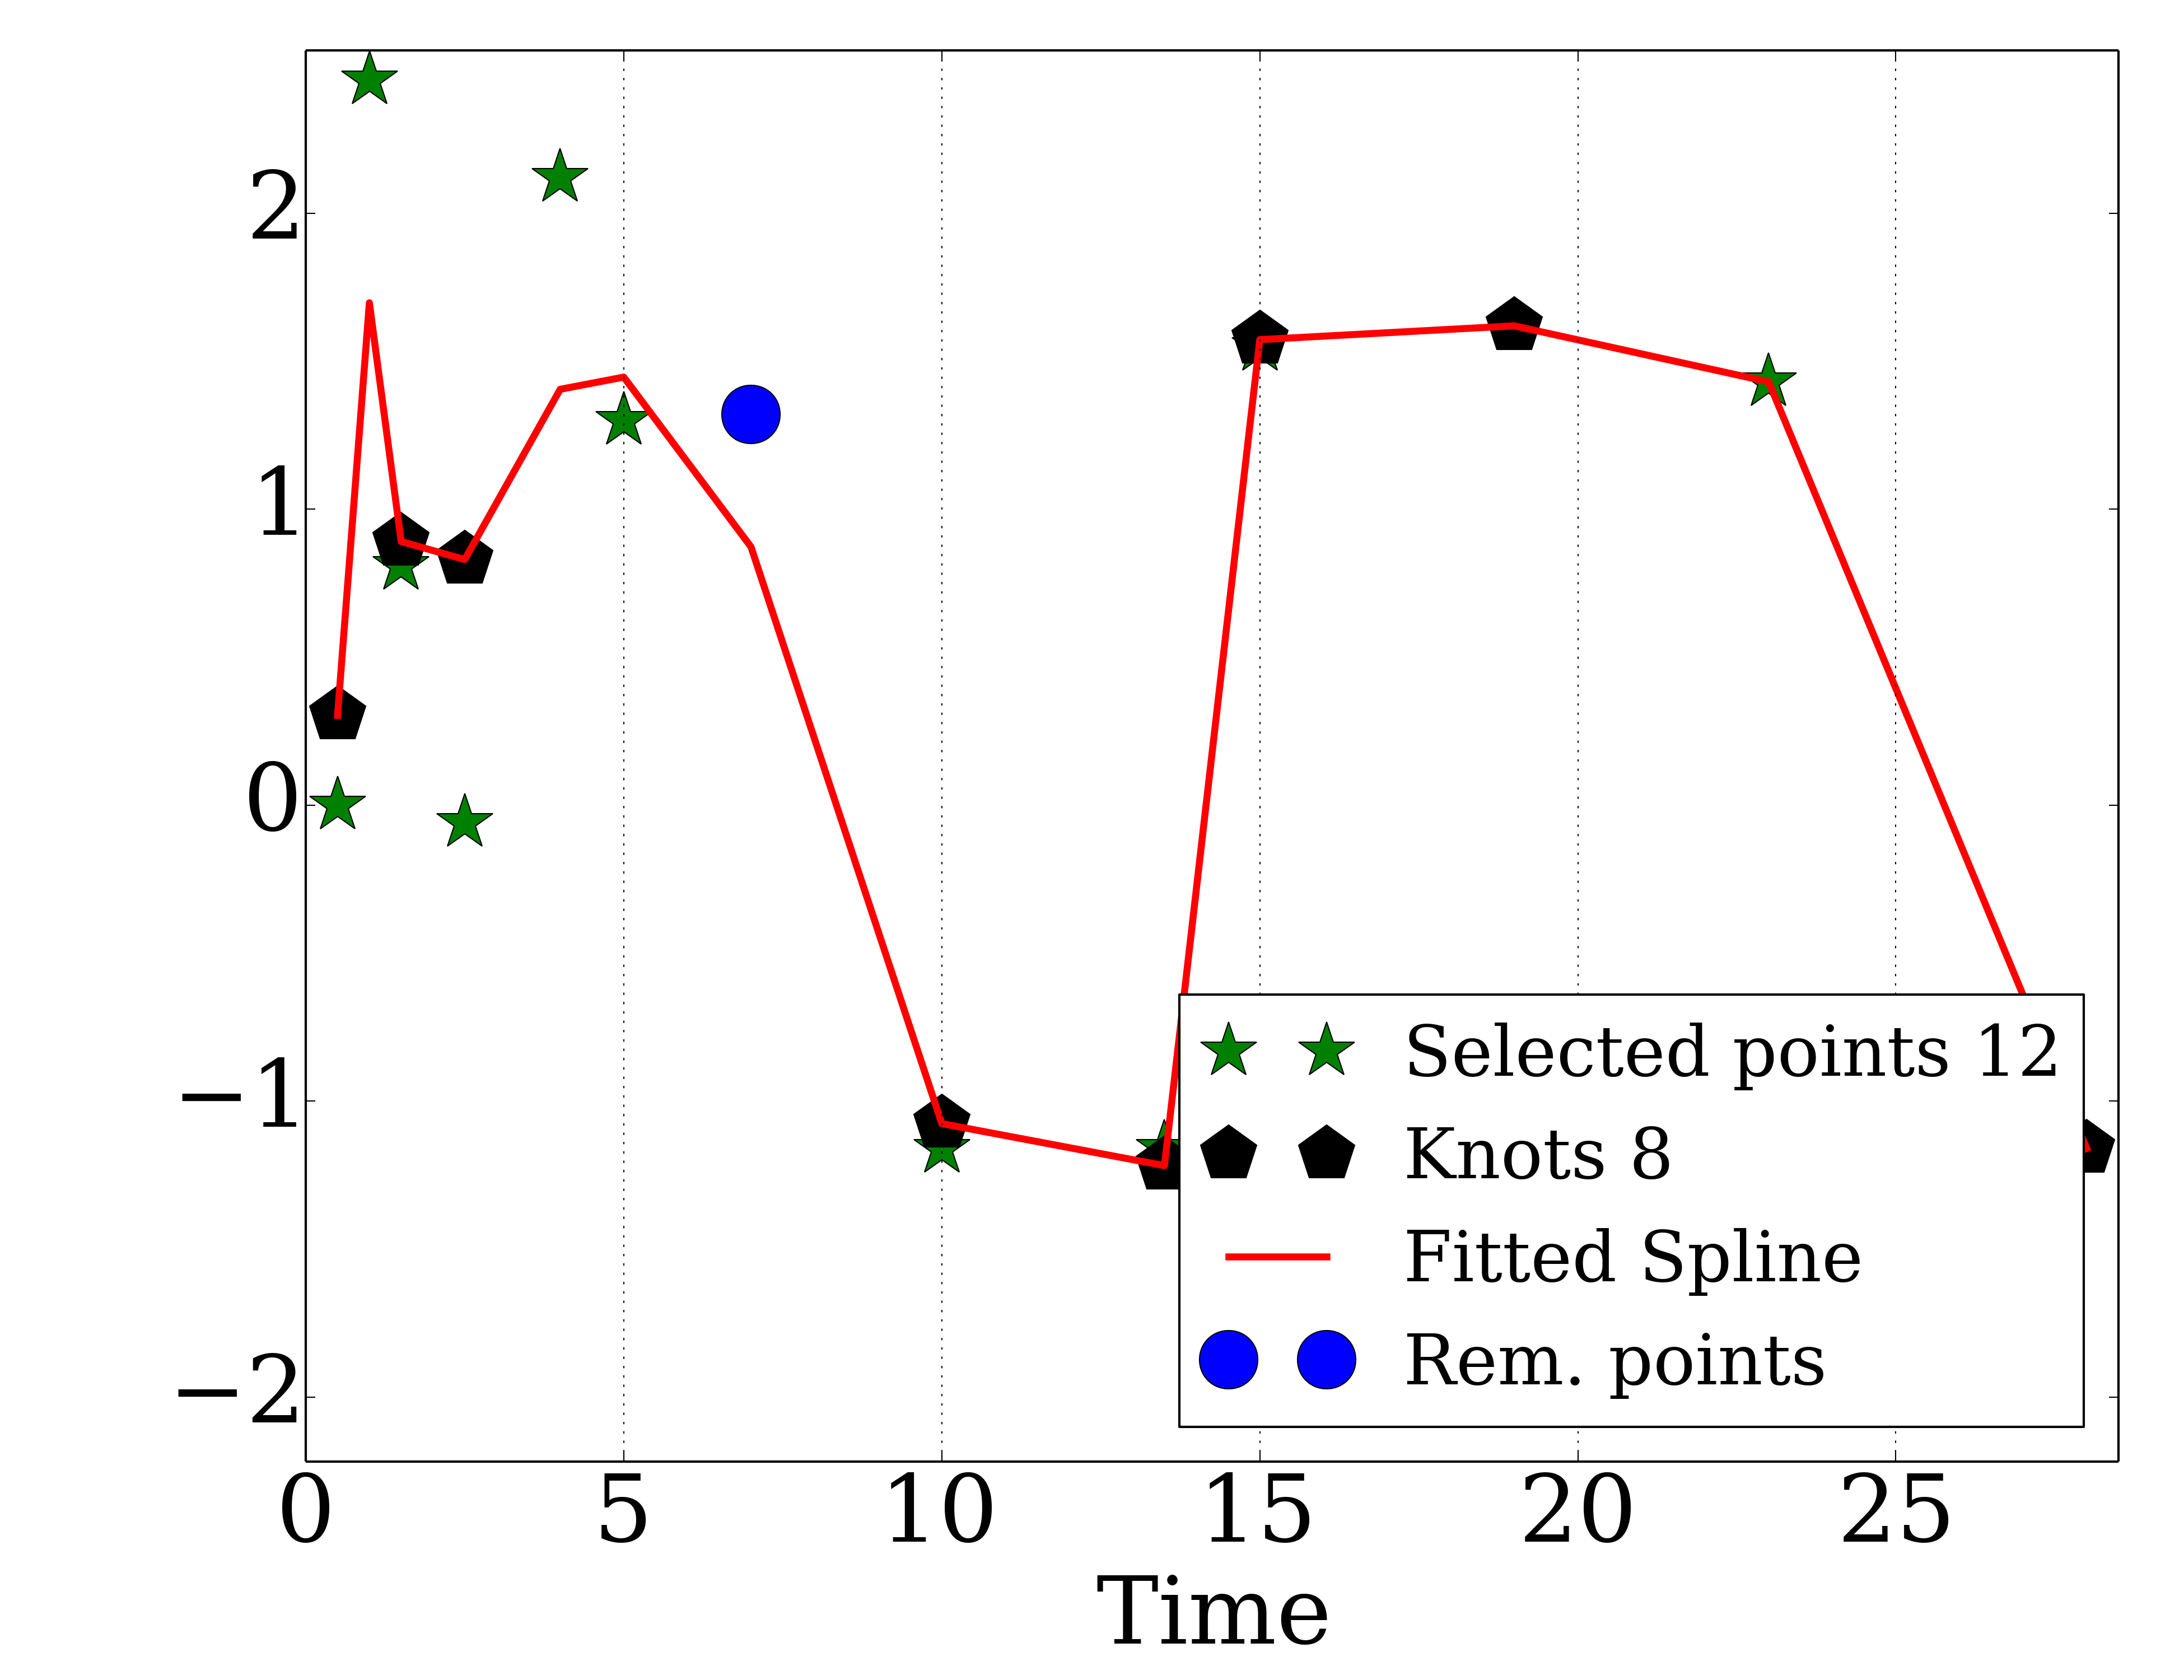 2
1
0
−1
−2
0 5 10 15 20 25
Time
Selected points 12
Knots 8
Fitted Spline
Rem. points